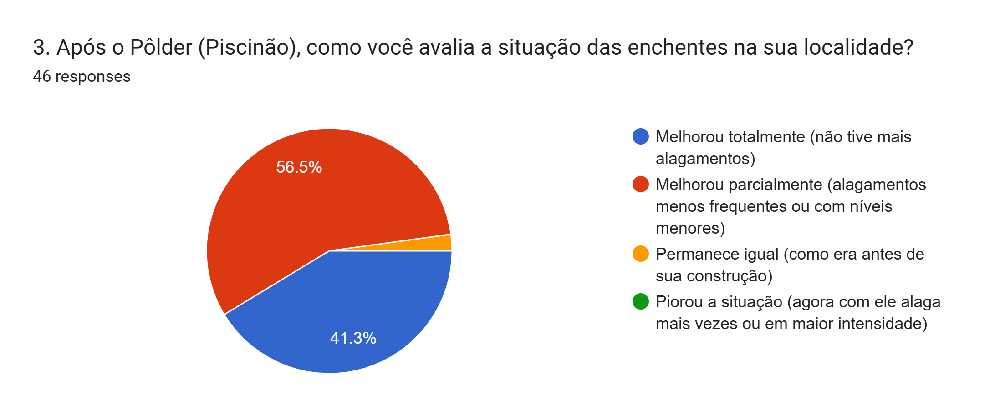 3. Após o Pôlder (Piscinão), como você avalia a situação das enchentes na sua localidade?
46 responses
56.5%
41.3%
Melhorou totalmente (não tive mais
alagamentos)
Melhorou parcialmente (alagamentos
menos frequentes ou com níveis
menores)
Permanece igual (como era antes de
sua construção)
Piorou a situação (agora com ele alaga
mais vezes ou em maior intensidade)